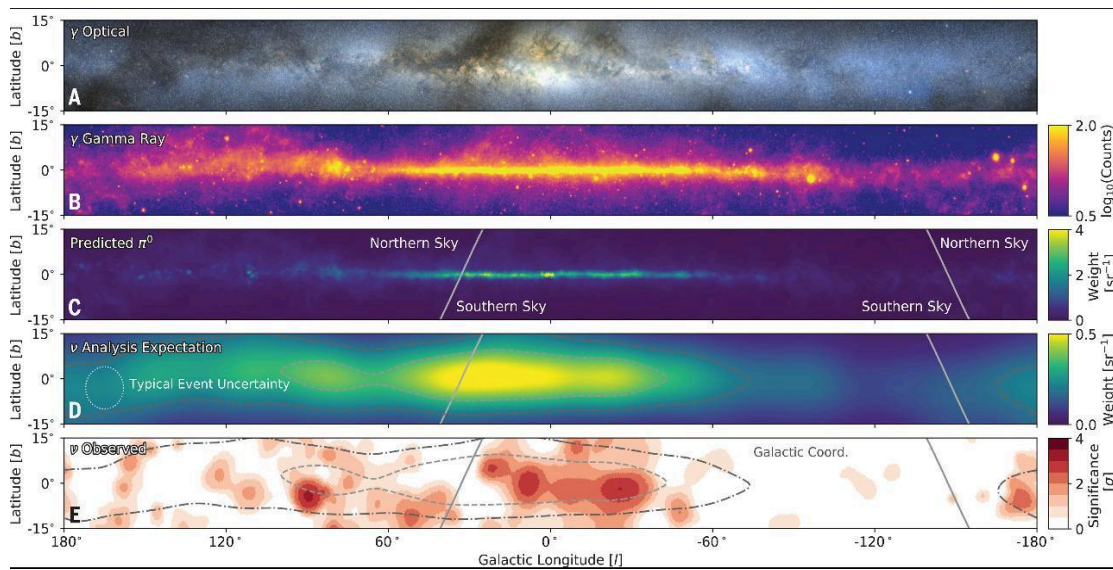 15°
γ Optical
Latitude [b]
0°
A
-15°
15°
γ Gamma Ray
2.0
Latitude [b]
0°
log₁₀(Counts)
B
-15°
0.5
15°
Predicted π⁰
Northern Sky
Northern Sky
4
Latitude [b]
0°
2
Weight [sr⁻¹]
C
Southern Sky
Southern Sky
-15°
0
15°
ν Analysis Expectation
0.5
Latitude [b]
0°
Typical Event Uncertainty
Weight [sr⁻¹]
D
-15°
0.0
15°
ν Observed
Galactic Coord.
4
Latitude [b]
0°
2
Significance [σ]
E
-15°
0
180
120
60
0°
-60
-120
-180
Galactic Longitude [l]